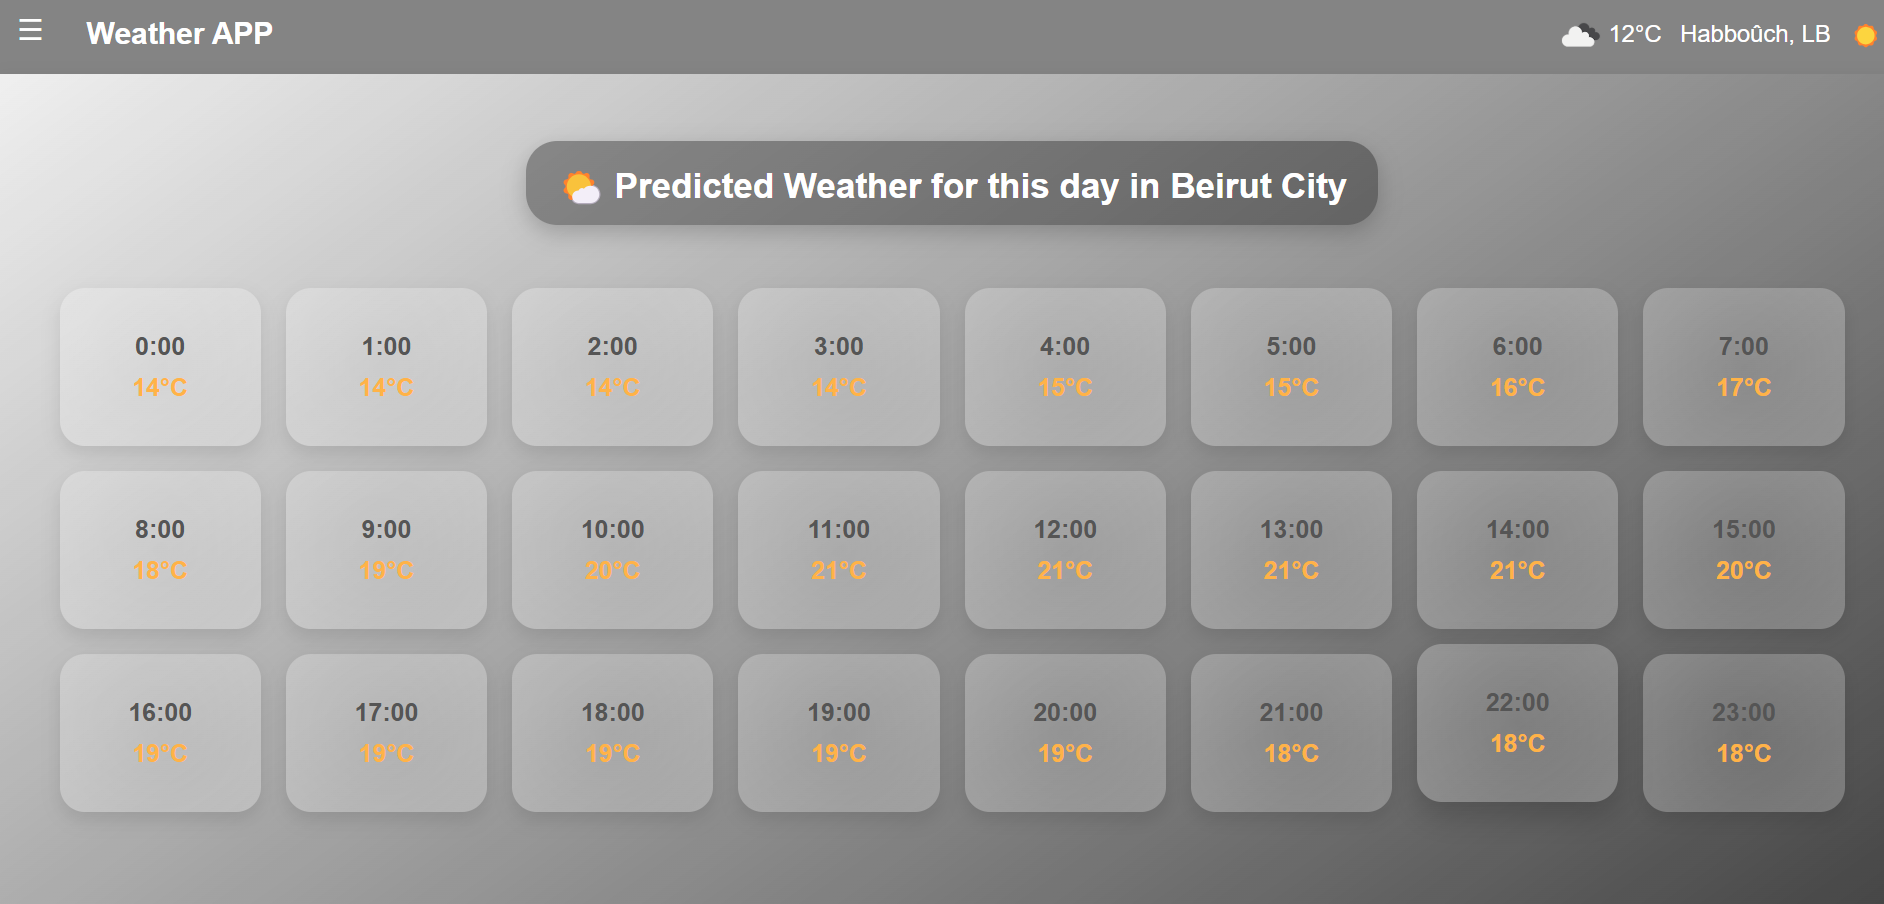 Weather APP
12°C Habboûch, LB
Predicted Weather for this day in Beirut City
0:00 1:00 2:00 3:00 4:00 5:00 6:00 7:00
14°C 14°C 14°C 14°C 15°C 15°C 16°C 17°C
8:00 9:00 10:00 11:00 12:00 13:00 14:00 15:00
18°C 19°C 20°C 21°C 21°C 21°C 21°C 20°C
16:00 17:00 18:00 19:00 20:00 21:00 22:00 23:00
19°C 19°C 19°C 19°C 19°C 18°C 18°C 18°C